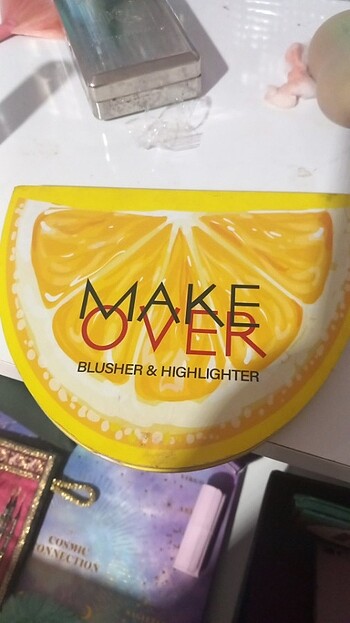 MAKE
OVER
BLUSHER & HIGHLIGHTER
COSMIC
CONNECTION